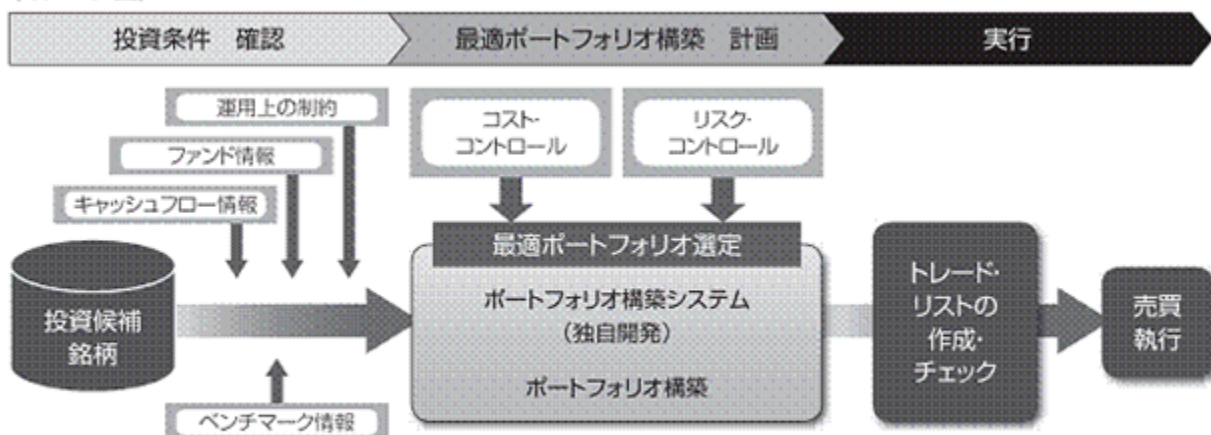 投資条件 確認
最適ポートフォリオ構築 計画
実行
運用上の制約
ファンド情報
キャッシュフロー情報
投資候補
銘柄
ベンチマーク情報
コスト・
コントロール
リスク・
コントロール
最適ポートフォリオ選定
ポートフォリオ構築システム
（独自開発）
ポートフォリオ構築
トレード・
リストの
作成・
チェック
売買
執行